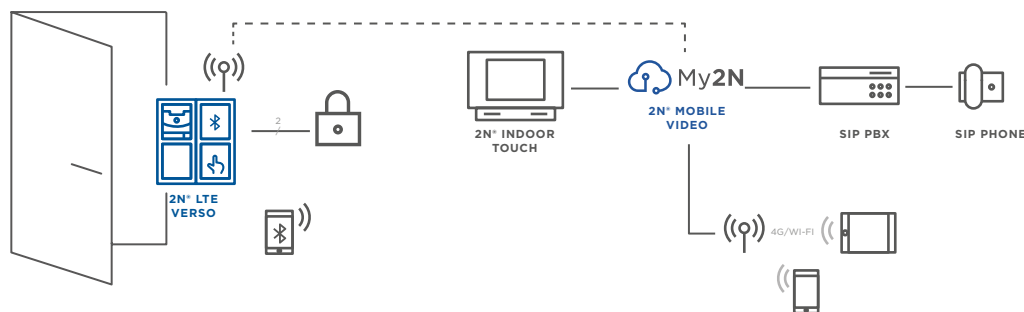 My2N
2
2N® INDOOR
TOUCH
2N® MOBILE
VIDEO
SIP PBX
SIP PHONE
2N® LTE
VERSO
4G/WI-FI